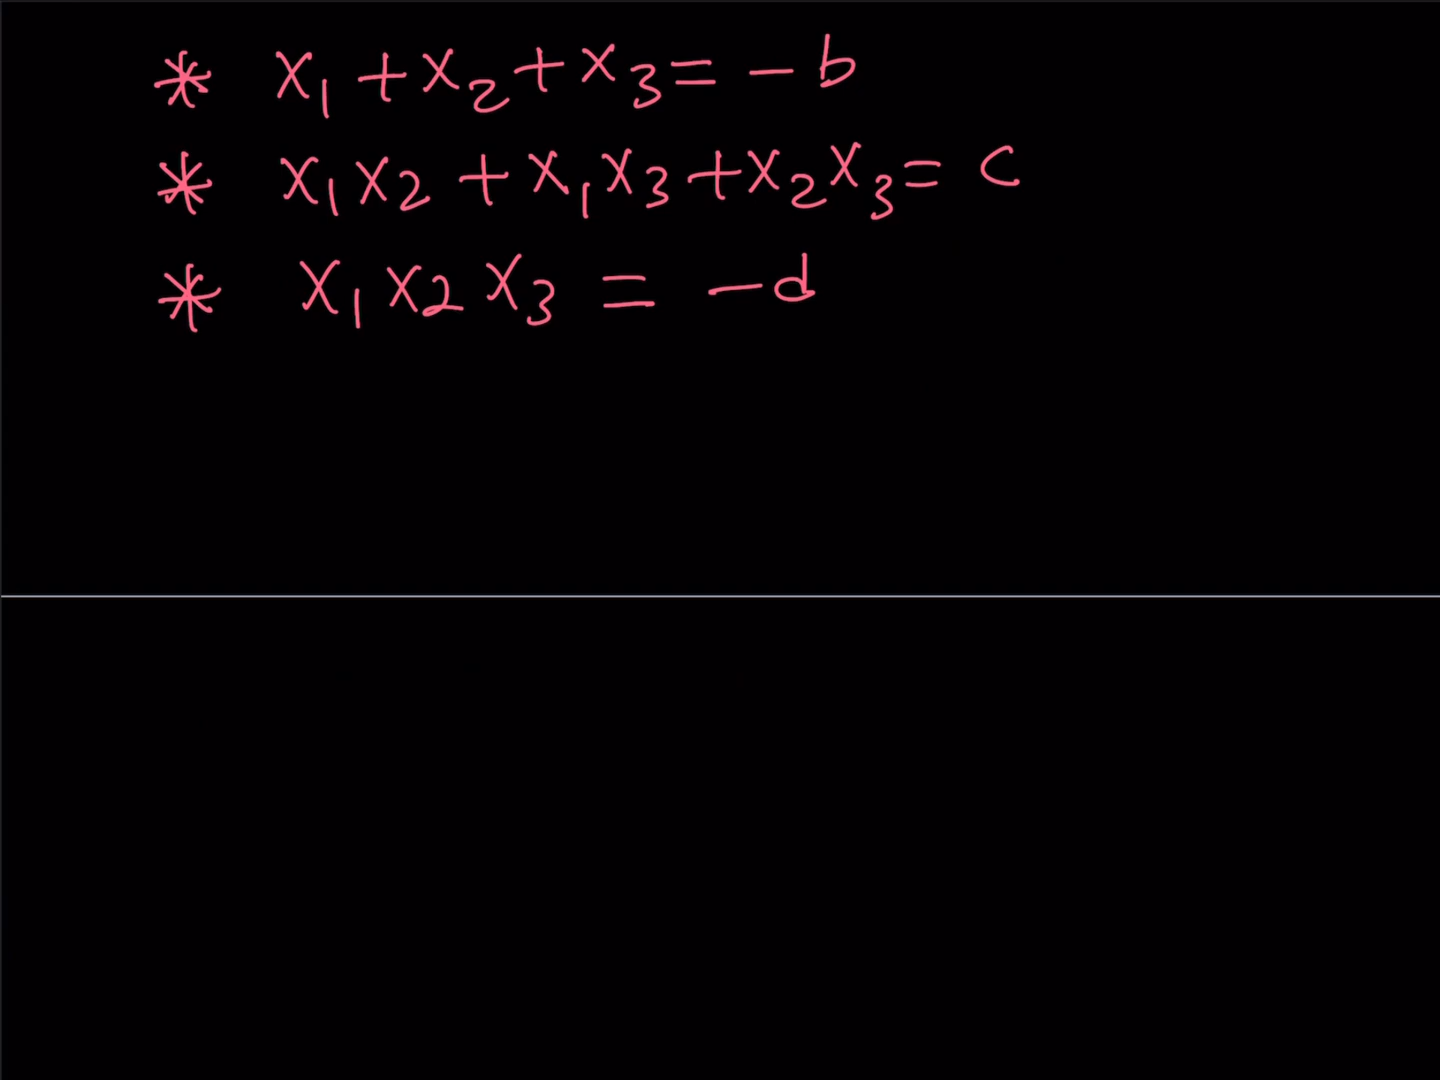 * x₁ + x₂ + x₃ = - b
* x₁x₂ + x₁x₃ + x₂x₃ = c
* x₁x₂x₃ = -d